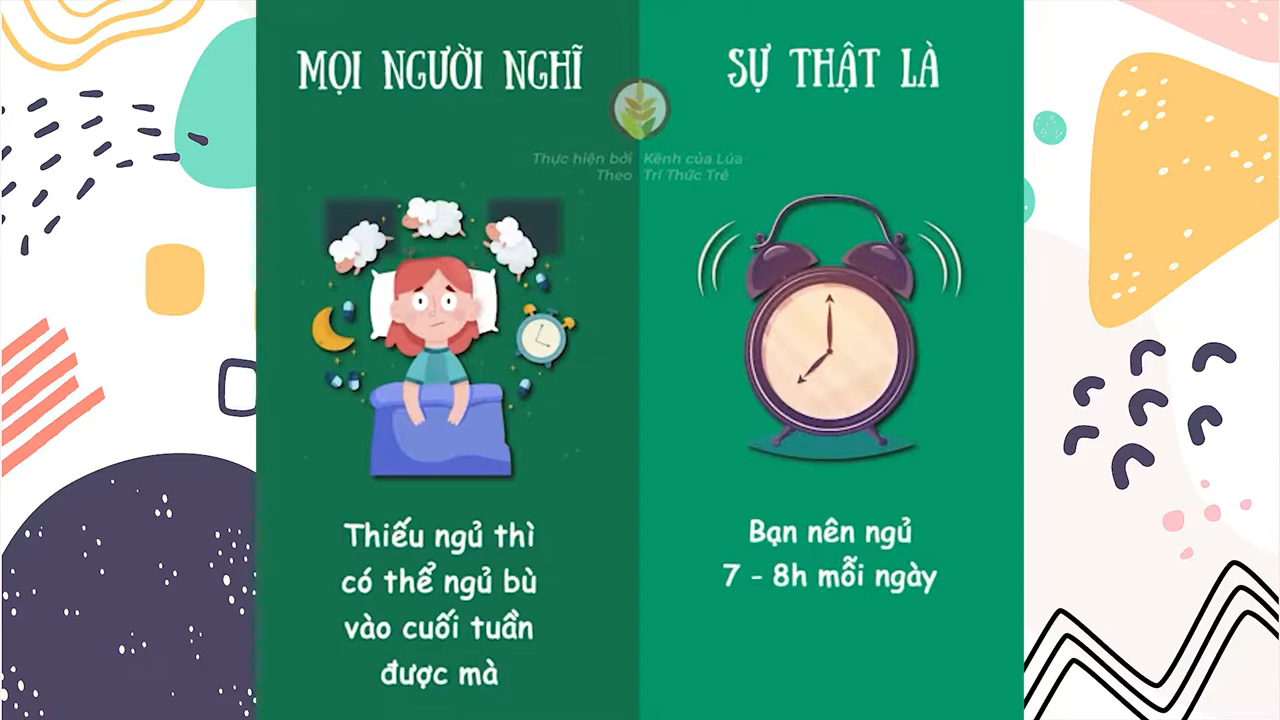 MỌI NGƯỜI NGHĨ
SỰ THẬT LÀ
Thực hiện bởi Kênh của Lúa
Theo Trí Thức Trẻ
Thiếu ngủ thì
có thể ngủ bù
vào cuối tuần
được mà
Bạn nên ngủ
7 - 8h mỗi ngày